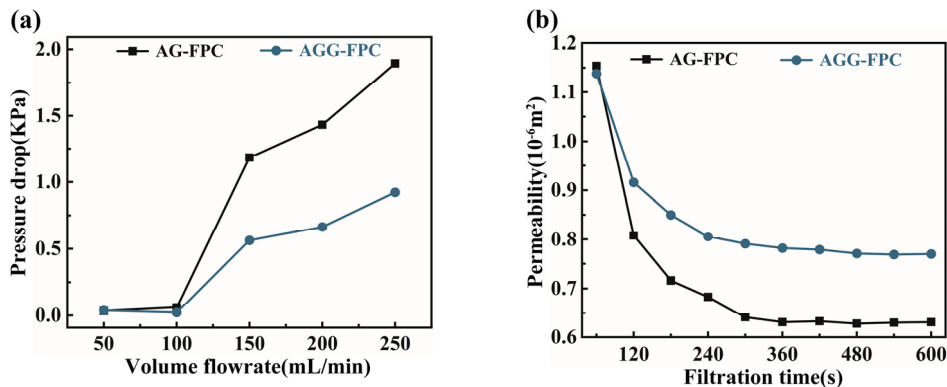 (a)
AG-FPC
AGG-FPC
2.0
1.5
1.0
0.5
0.0
Pressure drop(KPa)
50 100 150 200 250
Volume flowrate(mL/min)
(b)
AG-FPC
AGG-FPC
1.2
1.1
1.0
0.9
0.8
0.7
0.6
Permeability(10⁻⁶m²)
120 240 360 480 600
Filtration time(s)